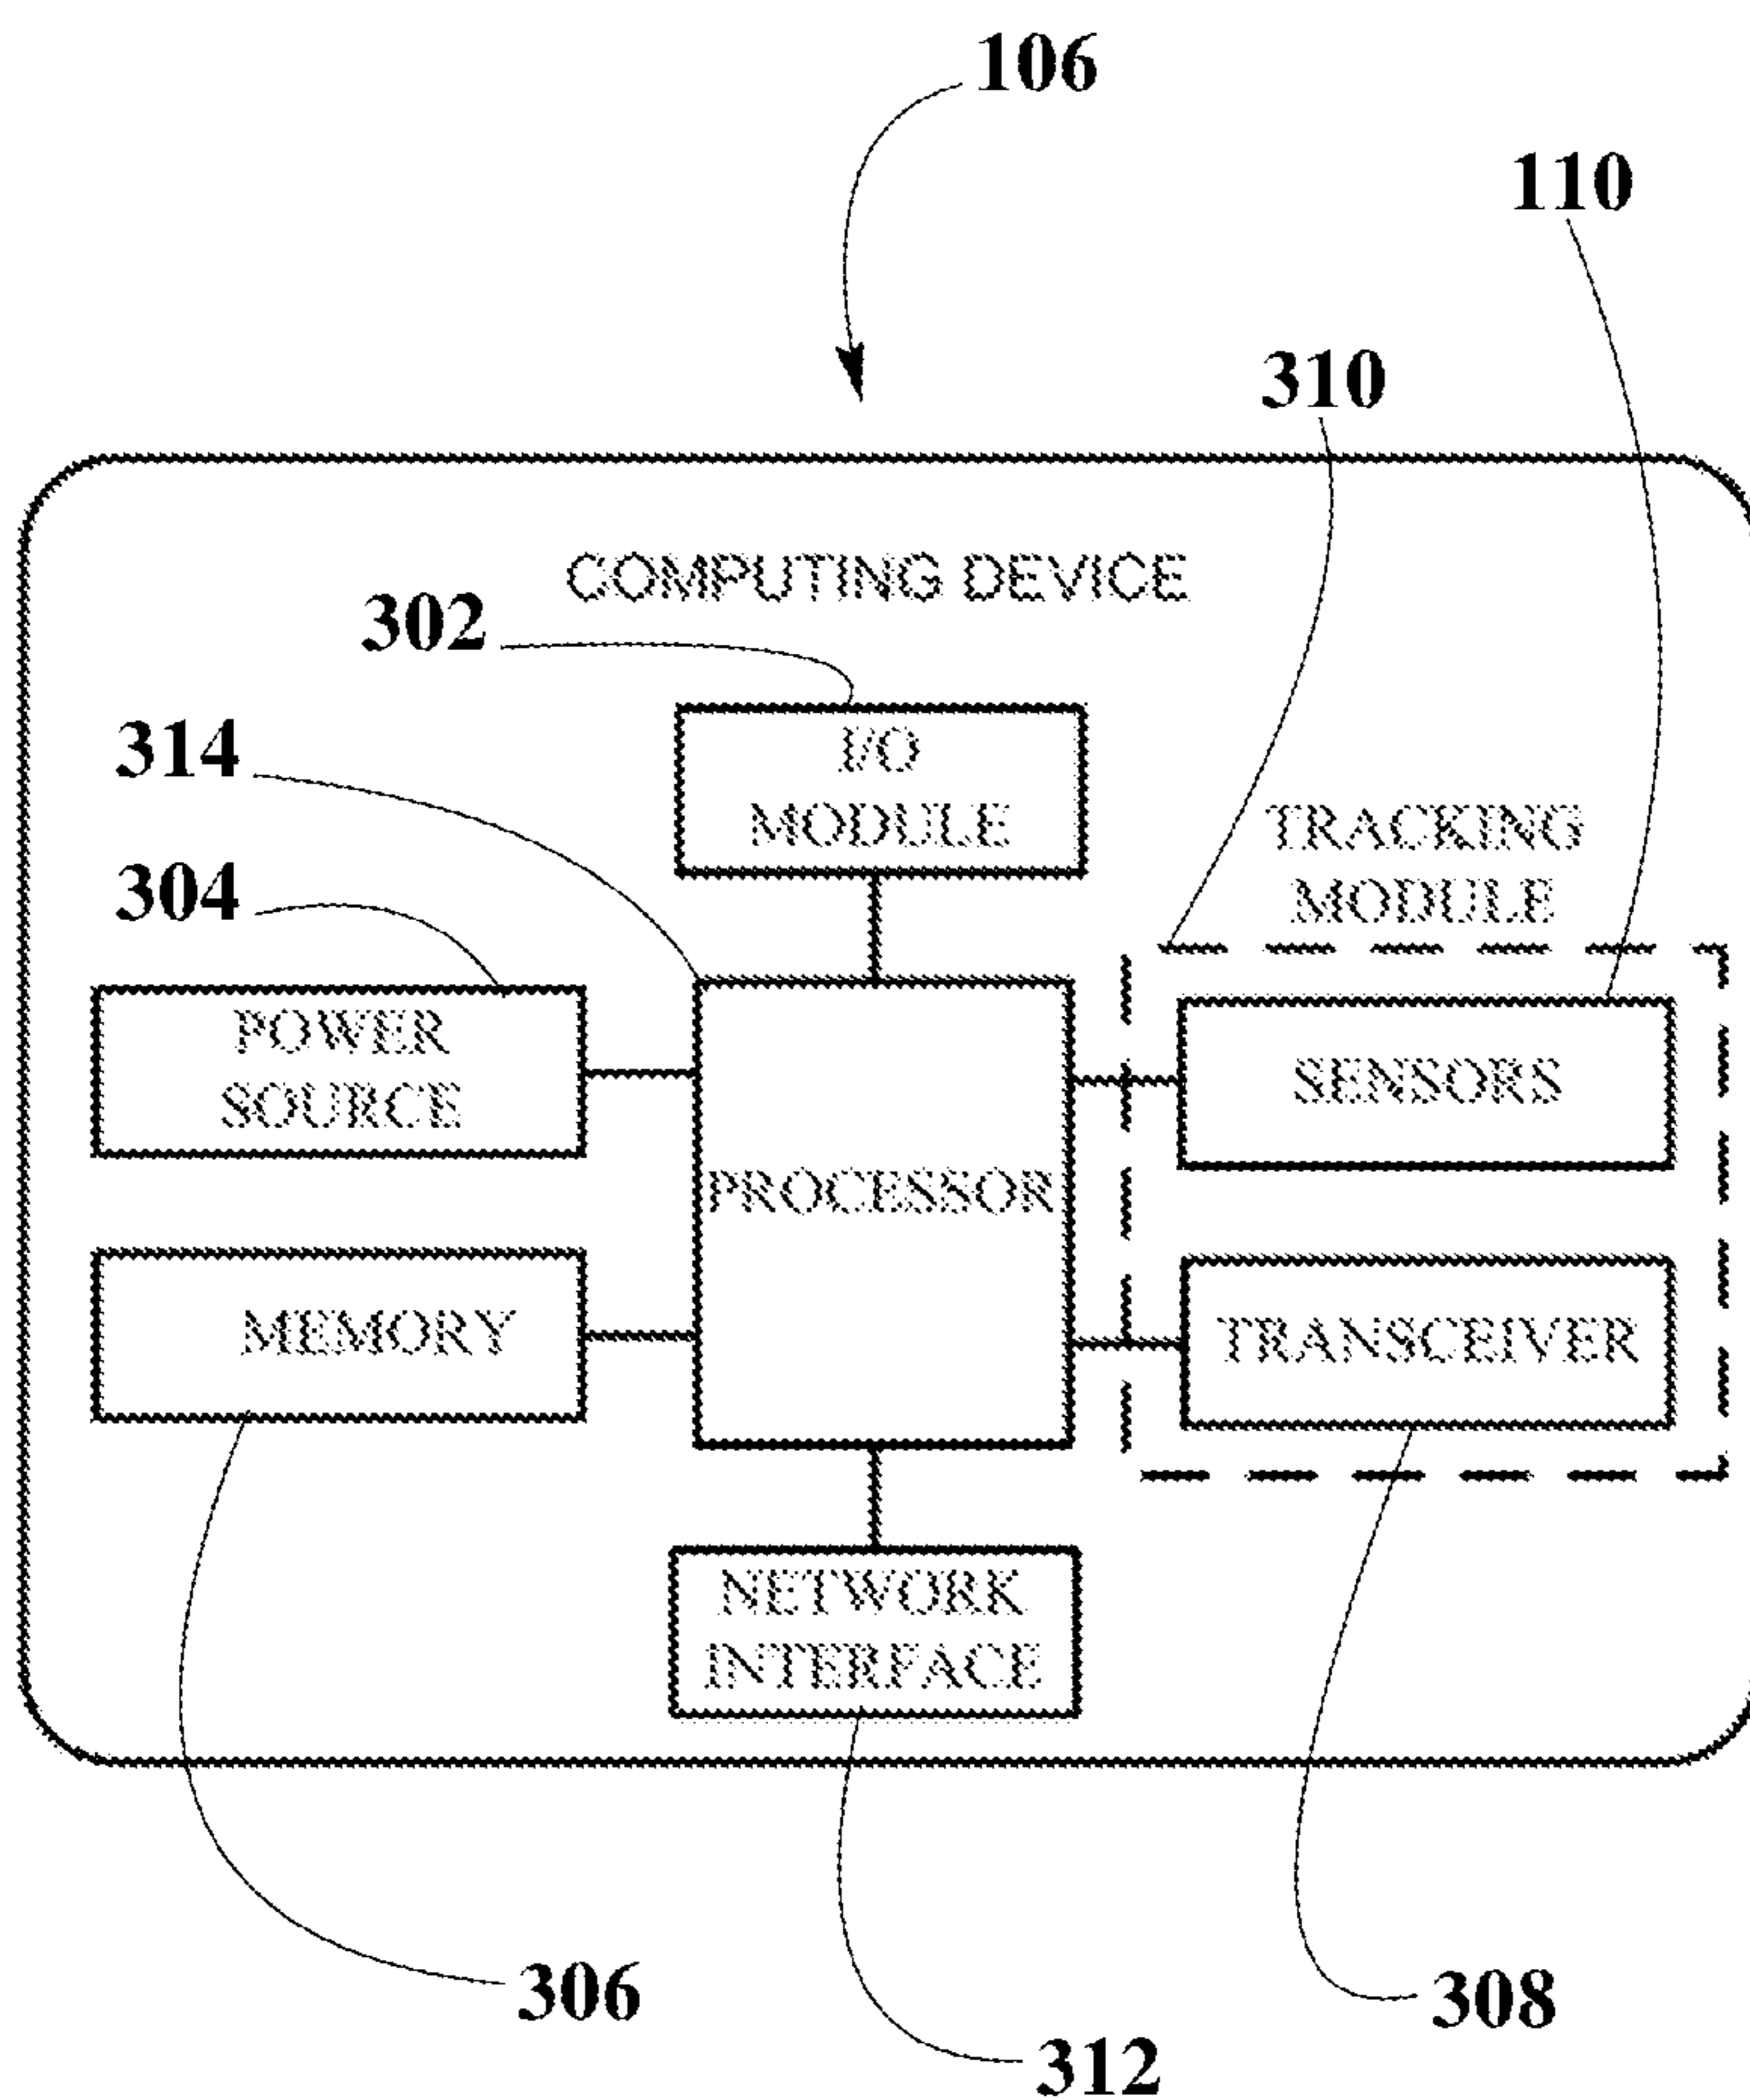 106
110
310
COMPUTING DEVICE
302
I/O
MODULE
314
TRACKING
MODULE
304
POWER
SOURCE
SENSORS
PROCESSOR
MEMORY
TRANSCEIVER
NETWORK
INTERFACE
306
308
312